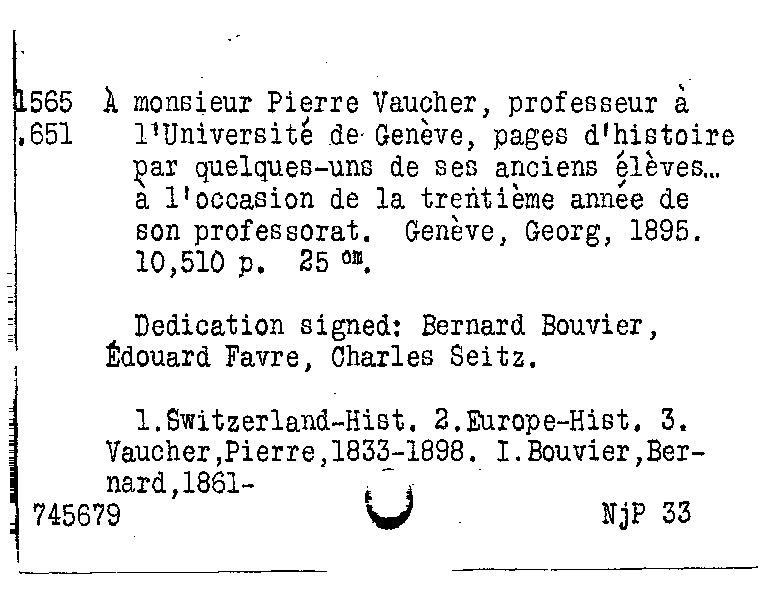 1565 À monsieur Pierre Vaucher, professeur à
.651 l'Université de Genève, pages d'histoire
par quelques-uns de ses anciens élèves...
à l'occasion de la trentième année de
son professorat. Genève, Georg, 1895.
10,510 p. 25 cm.
Dedication signed: Bernard Bouvier,
Édouard Favre, Charles Seitz.
1.Switzerland-Hist. 2.Europe-Hist. 3.
Vaucher,Pierre,1833-1898. I.Bouvier,Ber-
nard,1861-
745679 NjP 33